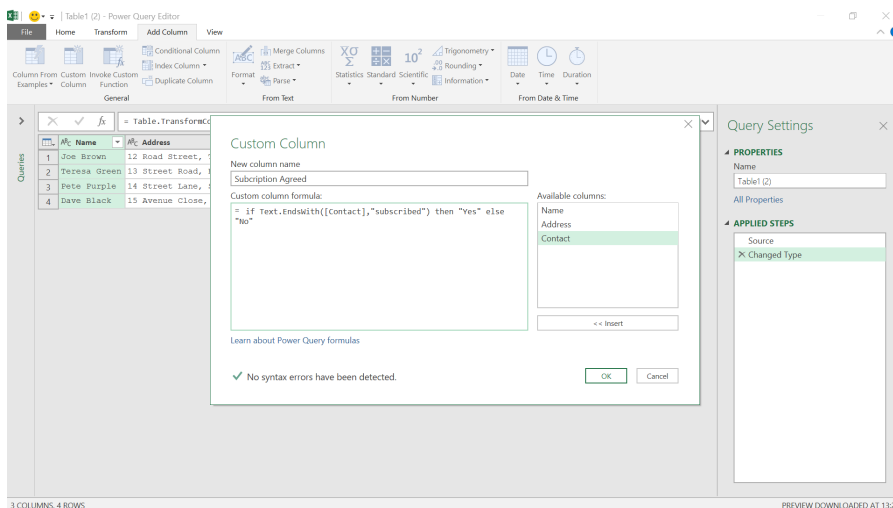 Table1 (2) - Power Query Editor
File Home Transform Add Column View
Column From Examples Custom Column Invoke Custom Function
Conditional Column
Index Column
Duplicate Column
General
ABC
Format
Merge Columns
Extract
Parse
From Text
Statistics Standard Scientific
10²
Trigonometry
Rounding
Information
From Number
Date Time Duration
From Date & Time
Queries
fx = Table.TransformCo
Name Address
1 Joe Brown 12 Road Street,
2 Teresa Green 13 Street Road,
3 Pete Purple 14 Street Lane,
4 Dave Black 15 Avenue Close,
Custom Column
New column name
Subcription Agreed
Custom column formula:
= if Text.EndsWith([Contact],"subscribed") then "Yes" else
"No"
Available columns:
Name
Address
Contact
<< Insert
Learn about Power Query formulas
No syntax errors have been detected.
OK Cancel
Query Settings
PROPERTIES
Name
Table1 (2)
All Properties
APPLIED STEPS
Source
Changed Type
3 COLUMNS, 4 ROWS
PREVIEW DOWNLOADED AT 13: